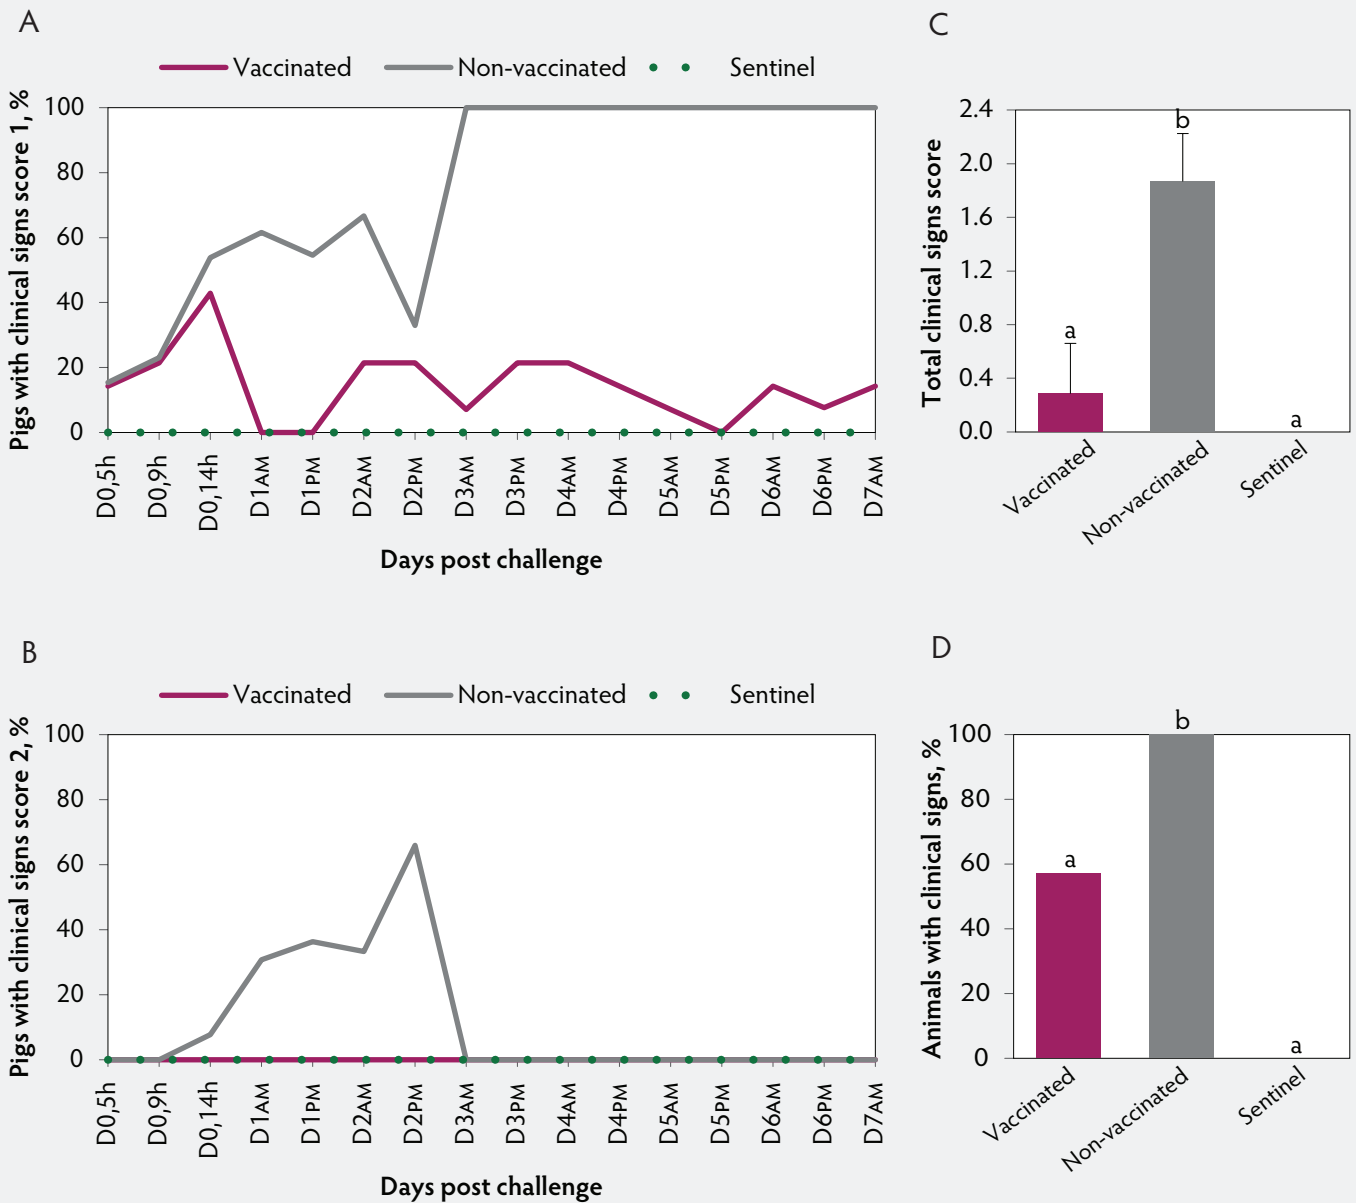 A
Vaccinated Non-vaccinated Sentinel
Pigs with clinical signs score 1, %
100
80
60
40
20
0
D0,5h D0,9h D0,14h D1AM D1PM D2AM D2PM D3AM D3PM D4AM D4PM D5AM D5PM D6AM D6PM D7AM
Days post challenge
C
Total clinical signs score
2.4
2.0
1.6
1.2
0.8
0.4
0.0
a b a
Vaccinated Non-vaccinated Sentinel
B
Vaccinated Non-vaccinated Sentinel
Pigs with clinical signs score 2, %
100
80
60
40
20
0
D0,5h D0,9h D0,14h D1AM D1PM D2AM D2PM D3AM D3PM D4AM D4PM D5AM D5PM D6AM D6PM D7AM
Days post challenge
D
Animals with clinical signs, %
100
80
60
40
20
0
a b a
Vaccinated Non-vaccinated Sentinel